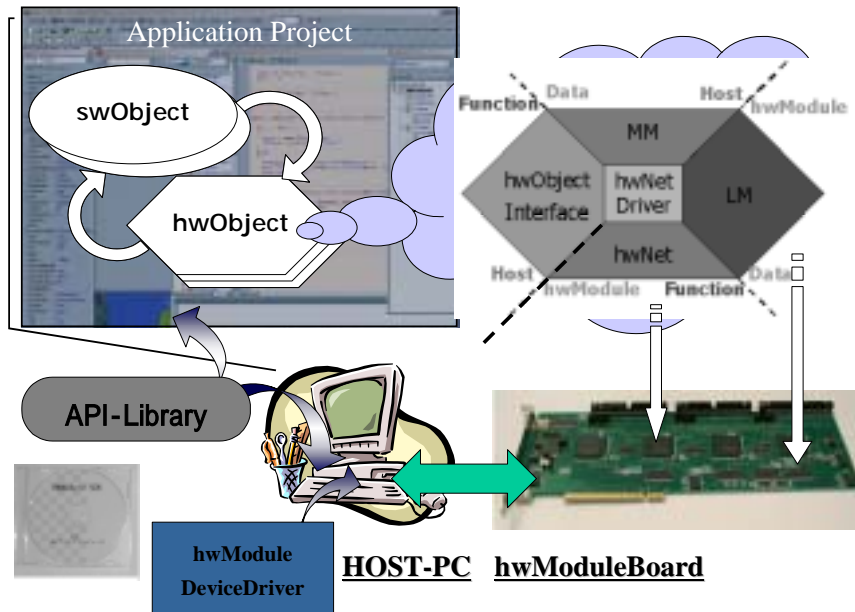 Application Project
swObject
hwObject
Data
Function
Host
hwModule
MM
hwObject
Interface
hwNet
Driver
LM
hwNet
Host
hwModule
Function
Data
API-Library
hwModule
DeviceDriver
HOST-PC
hwModuleBoard